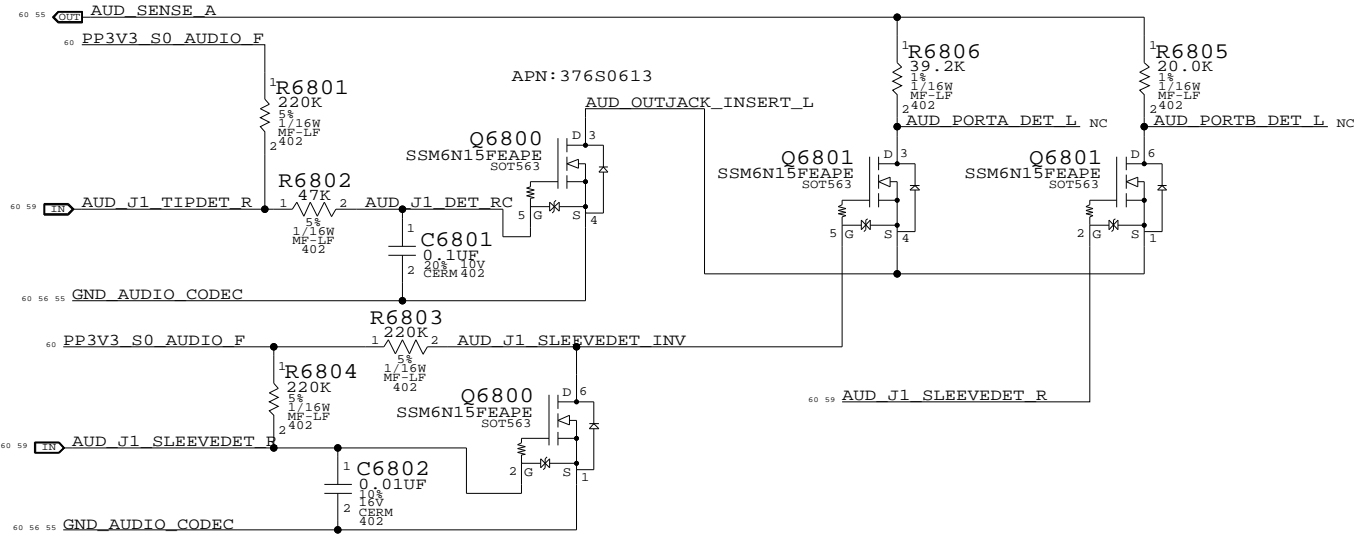 60 55 OUT AUD_SENSE_A
60 PP3V3_S0_AUDIO_F
1 R6801
220K
5%
1/16W
MF-LF
2 402
APN:376S0613
AUD_OUTJACK_INSERT_L
Q6800
SSM6N15FEAPE
SOT563
D 3
5 G S 4
1 R6806
39.2K
1%
1/16W
MF-LF
2 402
AUD_PORTA_DET_L NC
1 R6805
20.0K
1%
1/16W
MF-LF
2 402
AUD_PORTB_DET_L NC
Q6801
SSM6N15FEAPE
SOT563
D 3
5 G S 4
Q6801
SSM6N15FEAPE
SOT563
D 6
2 G S 1
60 59 IN AUD_J1_TIPDET_R
R6802
47K
1 2
5%
1/16W
MF-LF
402
AUD_J1_DET_RC
1 C6801
0.1UF
20% 10V
2 CERM 402
60 56 55 GND_AUDIO_CODEC
60 PP3V3_S0_AUDIO_F
R6803
220K
1 2
5%
1/16W
MF-LF
402
AUD_J1_SLEEVEDET_INV
1 R6804
220K
5%
1/16W
MF-LF
2 402
Q6800
SSM6N15FEAPE
SOT563
D 6
2 G S 1
60 59 AUD_J1_SLEEVEDET_R
60 59 IN AUD_J1_SLEEVEDET_R
1 C6802
0.01UF
10%
16V
2 CERM
402
60 56 55 GND_AUDIO_CODEC